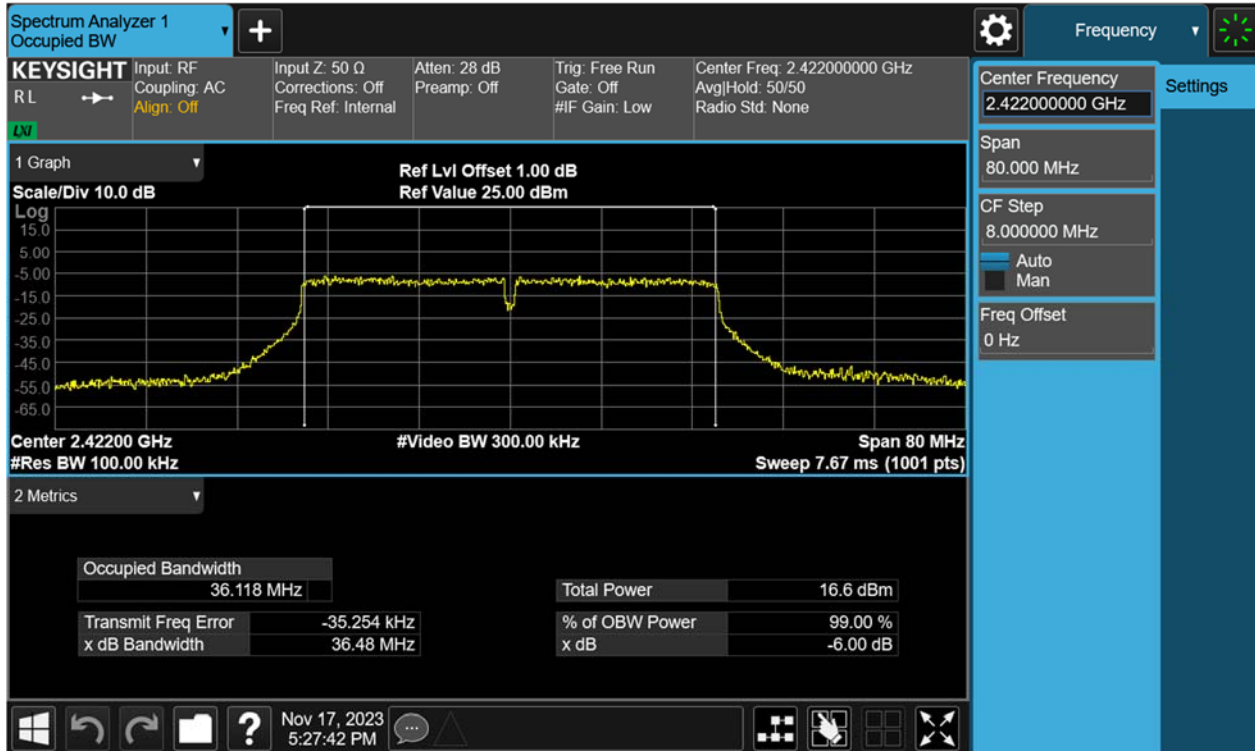 Spectrum Analyzer 1
Occupied BW
+
Frequency
KEYSIGHT
R L
LXI
Input: RF
Coupling: AC
Align: Off
Input Z: 50 Ω
Corrections: Off
Freq Ref: Internal
Atten: 28 dB
Preamp: Off
Trig: Free Run
Gate: Off
#IF Gain: Low
Center Freq: 2.422000000 GHz
Avg|Hold: 50/50
Radio Std: None
Center Frequency
2.422000000 GHz
Settings
Span
80.000 MHz
CF Step
8.000000 MHz
Auto
Man
Freq Offset
0 Hz
1 Graph
Ref Lvl Offset 1.00 dB
Scale/Div 10.0 dB
Ref Value 25.00 dBm
Log
15.0
5.00
-5.00
-15.0
-25.0
-35.0
-45.0
-55.0
-65.0
Center 2.42200 GHz
#Video BW 300.00 kHz
Span 80 MHz
#Res BW 100.00 kHz
Sweep 7.67 ms (1001 pts)
2 Metrics
Occupied Bandwidth
36.118 MHz
Total Power 16.6 dBm
Transmit Freq Error -35.254 kHz
% of OBW Power 99.00 %
x dB Bandwidth 36.48 MHz
x dB -6.00 dB
?
Nov 17, 2023
5:27:42 PM